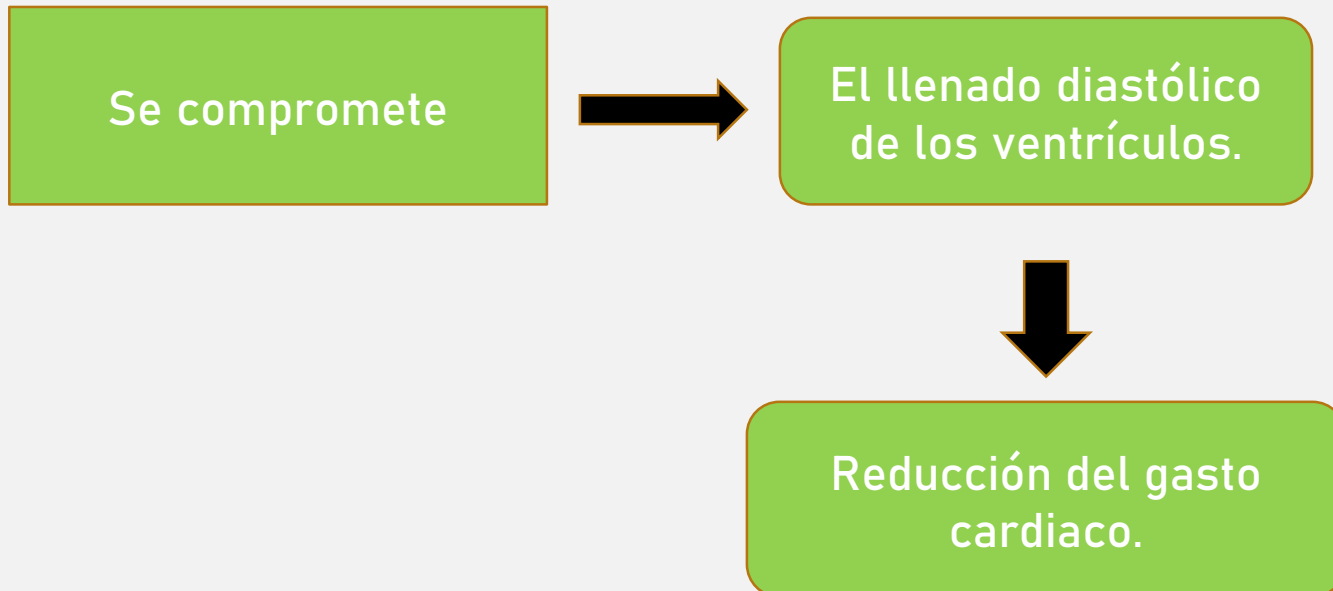 Se compromete
El llenado diastólico
de los ventrículos.
Reducción del gasto
cardiaco.